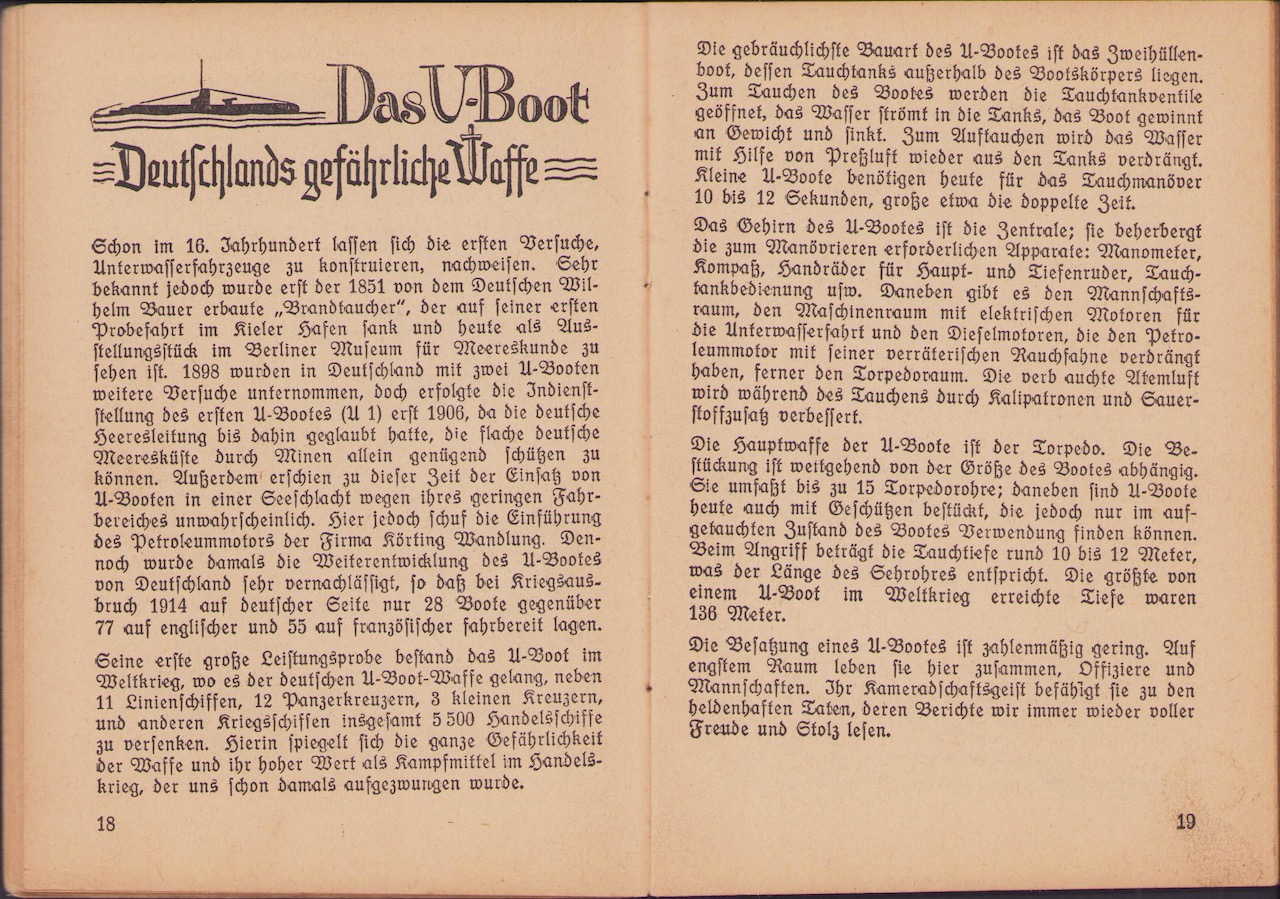 Das U-Boot
Deutschlands gefährliche Waffe
Schon im 16. Jahrhundert lassen sich die ersten Versuche,
Unterwasserfahrzeuge zu konstruieren, nachweisen. Sehr
bekannt jedoch wurde erst der 1851 von dem Deutschen Wil-
helm Bauer erbaute „Brandtaucher“, der auf seiner ersten
Probefahrt im Kieler Hafen sank und heute als Aus-
stellungsstück im Berliner Museum für Meereskunde zu
sehen ist. 1898 wurden in Deutschland mit zwei U-Booten
weitere Versuche unternommen, doch erfolgte die Indienst-
stellung des ersten U-Bootes (U 1) erst 1906, da die deutsche
Heeresleitung bis dahin geglaubt hatte, die flache deutsche
Meeresküste durch Minen allein genügend schützen zu
können. Außerdem erschien zu dieser Zeit der Einsatz von
U-Booten in einer Seeschlacht wegen ihres geringen Fahr-
bereiches unwahrscheinlich. Hier jedoch schuf die Einführung
des Petroleummotors der Firma Körting Wandlung. Den-
noch wurde damals die Weiterentwicklung des U-Bootes
von Deutschland sehr vernachlässigt, so daß bei Kriegsaus-
bruch 1914 auf deutscher Seite nur 28 Boote gegenüber
77 auf englischer und 55 auf französischer fahrbereit lagen.
Seine erste große Leistungsprobe bestand das U-Boot im
Weltkrieg, wo es der deutschen U-Boot-Waffe gelang, neben
11 Linienschiffen, 12 Panzerkreuzern, 3 kleinen Kreuzern,
und anderen Kriegsschiffen insgesamt 5 500 Handelsschiffe
zu versenken. Hierin spiegelt sich die ganze Gefährlichkeit
der Waffe und ihr hoher Wert als Kampfmittel im Handels-
krieg, der uns schon damals aufgezwungen wurde.
18
Die gebräuchlichste Bauart des U-Bootes ist das Zweihüllen-
boot, dessen Tauchtanks außerhalb des Bootskörpers liegen.
Zum Tauchen des Bootes werden die Tauchtankventile
geöffnet, das Wasser strömt in die Tanks, das Boot gewinnt
an Gewicht und sinkt. Zum Auftauchen wird das Wasser
mit Hilfe von Preßluft wieder aus den Tanks verdrängt.
Kleine U-Boote benötigen heute für das Tauchmanöver
10 bis 12 Sekunden, große etwa die doppelte Zeit.
Das Gehirn des U-Bootes ist die Zentrale; sie beherbergt
die zum Manövrieren erforderlichen Apparate: Manometer,
Kompaß, Handräder für Haupt- und Tiefenruder, Tauch-
tankbedienung usw. Daneben gibt es den Mannschafts-
raum, den Maschinenraum mit elektrischen Motoren für
die Unterwasserfahrt und den Dieselmotoren, die den Petro-
leummotor mit seiner verräterischen Rauchfahne verdrängt
haben, ferner den Torpedoraum. Die verb auchte Atemluft
wird während des Tauchens durch Kalipatronen und Sauer-
stoffzusatz verbessert.
Die Hauptwaffe der U-Boote ist der Torpedo. Die Be-
stückung ist weitgehend von der Größe des Bootes abhängig.
Sie umfaßt bis zu 15 Torpedorohre; daneben sind U-Boote
heute auch mit Geschützen bestückt, die jedoch nur im auf-
getauchten Zustand des Bootes Verwendung finden können.
Beim Angriff beträgt die Tauchtiefe rund 10 bis 12 Meter,
was der Länge des Sehrohres entspricht. Die größte von
einem U-Boot im Weltkrieg erreichte Tiefe waren
136 Meter.
Die Besatzung eines U-Bootes ist zahlenmäßig gering. Auf
engstem Raum leben sie hier zusammen, Offiziere und
Mannschaften. Ihr Kameradschaftsgeist befähigt sie zu den
heldenhaften Taten, deren Berichte wir immer wieder voller
Freude und Stolz lesen.
19